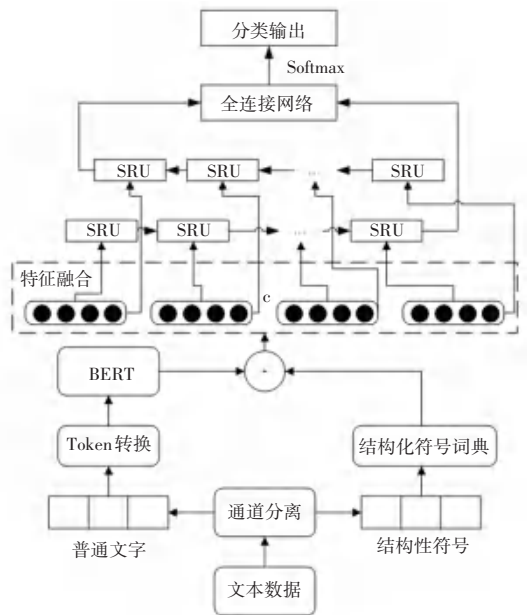 分类输出
Softmax
全连接网络
SRU SRU ... SRU
SRU SRU ... SRU
特征融合
c
BERT
Token转换 结构化符号词典
通道分离
普通文字 结构性符号
文本数据